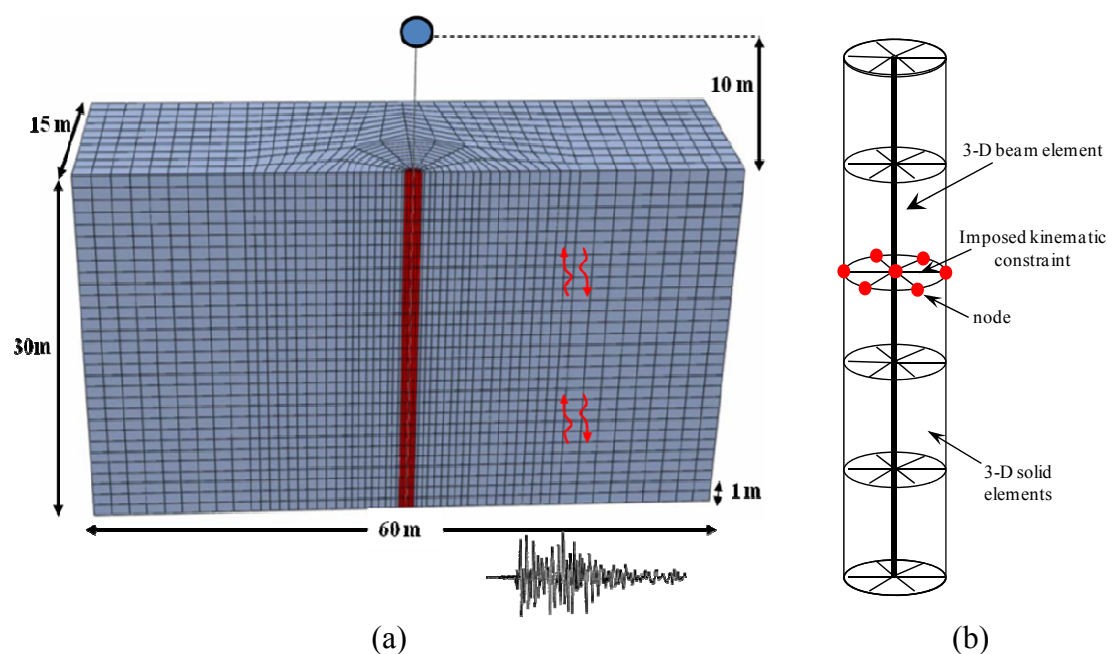 10 m
15 m
30m
1 m
60 m
(a)
3-D beam element
Imposed kinematic
constraint
node
3-D solid
elements
(b)